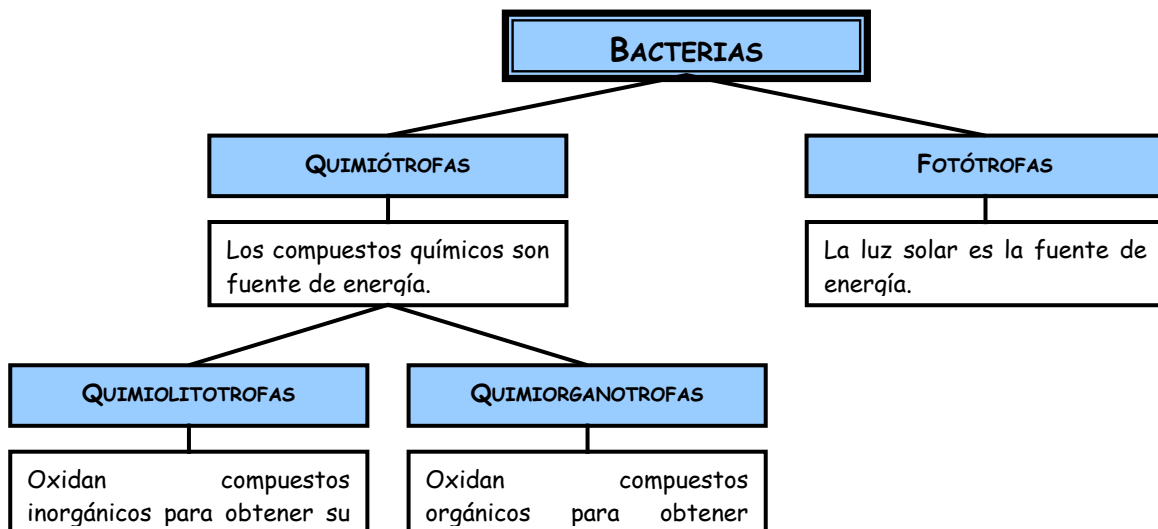 BACTERIAS
QUIMIÓTROFAS
FOTÓTROFAS
Los compuestos químicos son
fuente de energía.
La luz solar es la fuente de
energía.
QUIMIOLITOTROFAS
QUIMIORGANOTROFAS
Oxidan compuestos
inorgánicos para obtener su
Oxidan compuestos
orgánicos para obtener